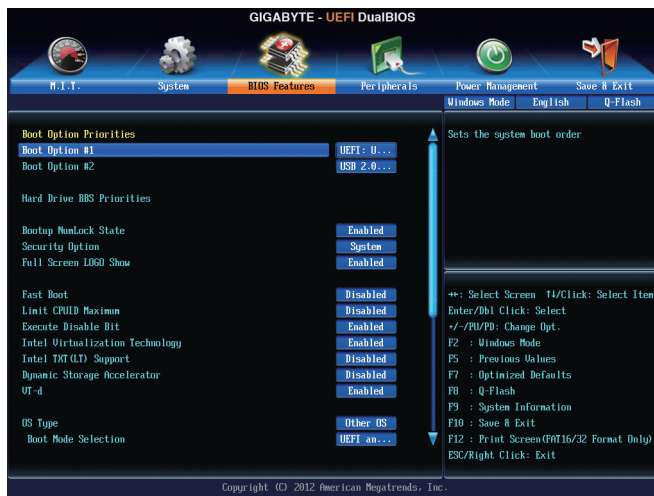 GIGABYTE - UEFI DualBIOS
M.I.T. System BIOS Features Peripherals Power Management Save & Exit
Windows Mode English Q-Flash
Boot Option Priorities
Boot Option #1 UEFI: U...
Boot Option #2 USB 2.0...
Hard Drive BBS Priorities
Bootup NumLock State Enabled
Security Option System
Full Screen LOGO Show Enabled
Fast Boot Disabled
Limit CPUID Maximum Disabled
Execute Disable Bit Enabled
Intel Virtualization Technology Enabled
Intel TXT(LT) Support Disabled
Dynamic Storage Accelerator Disabled
VT-d Enabled
OS Type Other OS
Boot Mode Selection UEFI an...
Sets the system boot order
→←: Select Screen ↑↓/Click: Select Item
Enter/Dbl Click: Select
+/-/PU/PD: Change Opt.
F2 : Windows Mode
F5 : Previous Values
F7 : Optimized Defaults
F8 : Q-Flash
F9 : System Information
F10 : Save & Exit
F12 : Print Screen(FAT16/32 Format Only)
ESC/Right Click: Exit
Copyright (C) 2012 American Megatrends, Inc.